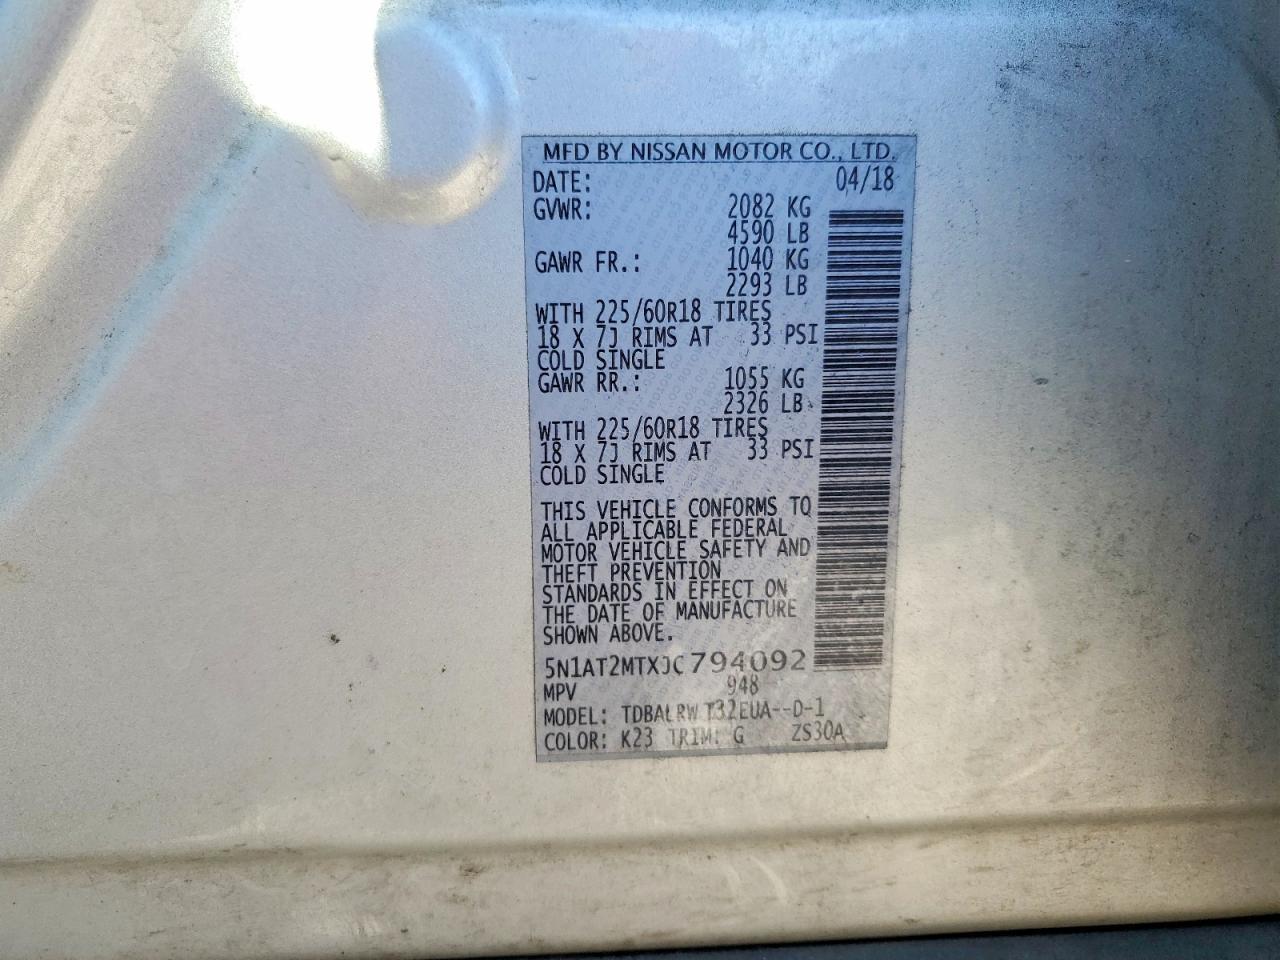 MFD BY NISSAN MOTOR CO., LTD.
DATE: 04/18
GVWR: 2082 KG
4590 LB
GAWR FR.: 1040 KG
2293 LB
WITH 225/60R18 TIRES
18 X 7J RIMS AT 33 PSI
COLD SINGLE
GAWR RR.: 1055 KG
2326 LB
WITH 225/60R18 TIRES
18 X 7J RIMS AT 33 PSI
COLD SINGLE
THIS VEHICLE CONFORMS TO
ALL APPLICABLE FEDERAL
MOTOR VEHICLE SAFETY AND
THEFT PREVENTION
STANDARDS IN EFFECT ON
THE DATE OF MANUFACTURE
SHOWN ABOVE.
5N1AT2MTXJC794092
MPV 948
MODEL: TDBALRW T32EUA--D-1
COLOR: K23 TRIM: G ZS30A